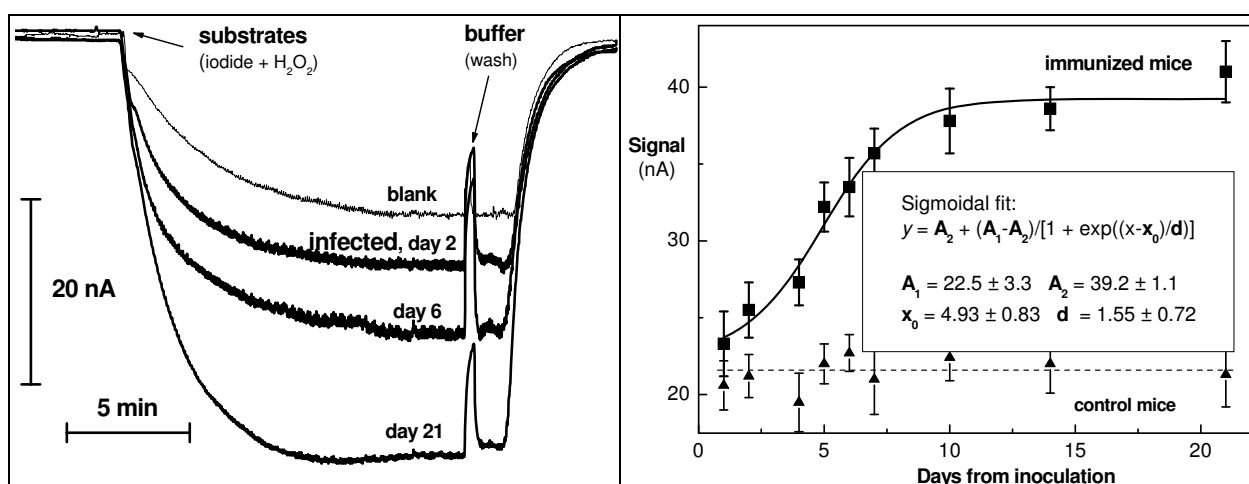 substrates
(iodide + H₂O₂)
buffer
(wash)
blank
infected, day 2
20 nA
day 6
5 min
day 21
immunized mice
40
Signal
(nA)
Sigmoidal fit:
y = A₂ + (A₁-A₂)/[1 + exp((x-x₀)/d)]
30
A₁ = 22.5 ± 3.3 A₂ = 39.2 ± 1.1
x₀ = 4.93 ± 0.83 d = 1.55 ± 0.72
20
control mice
0 5 10 15 20
Days from inoculation